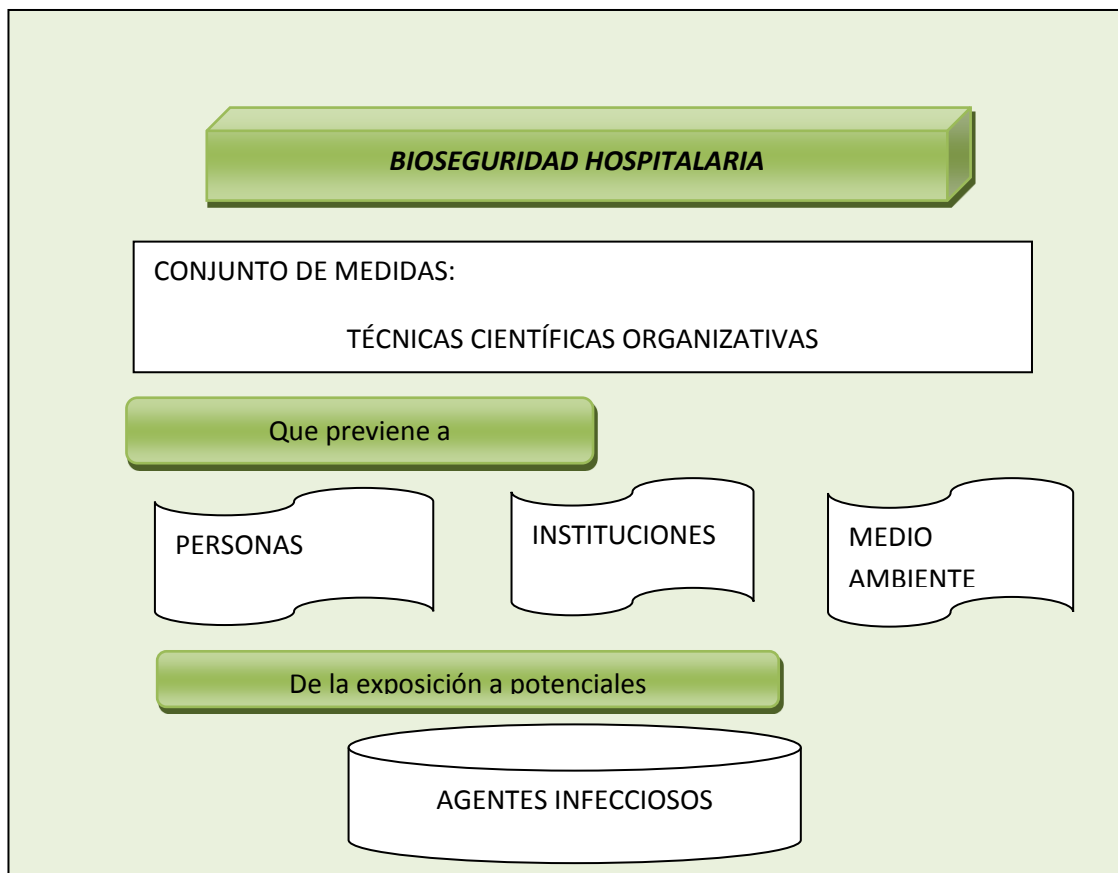 BIOSEGURIDAD HOSPITALARIA
CONJUNTO DE MEDIDAS:
TÉCNICAS CIENTÍFICAS ORGANIZATIVAS
Que previene a
PERSONAS
INSTITUCIONES
MEDIO
AMBIENTE
De la exposición a potenciales
AGENTES INFECCIOSOS